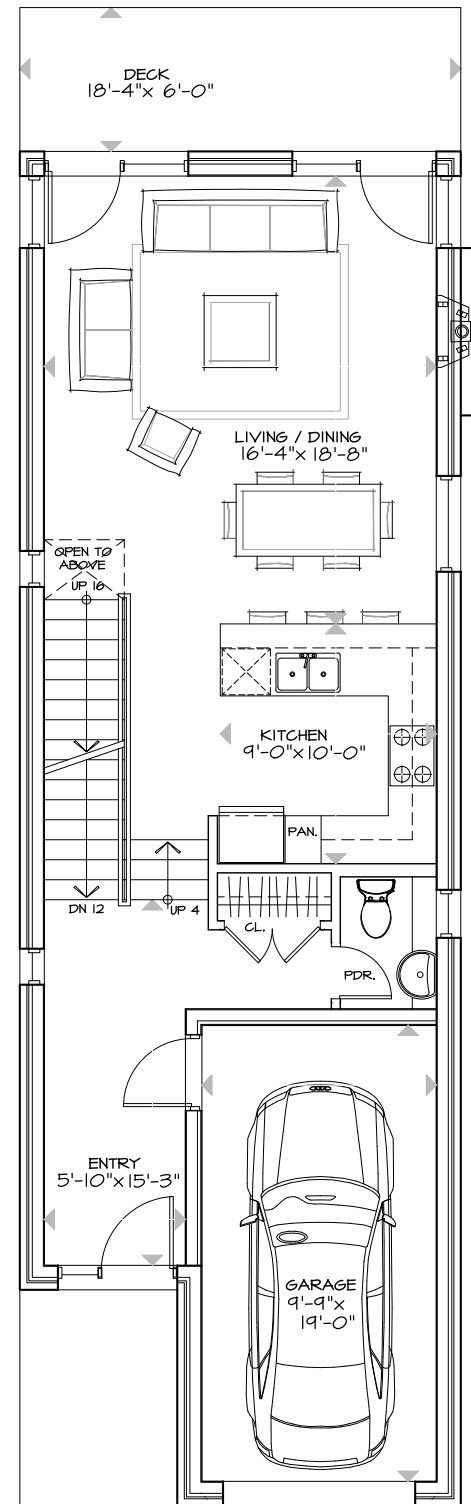 DECK
18'-4"x 6'-0"
LIVING / DINING
16'-4"x 18'-8"
OPEN TO
ABOVE
UP 16
KITCHEN
9'-0"x10'-0"
PAN.
DN 12
UP 4
CL.
PDR.
ENTRY
5'-10"x15'-3"
GARAGE
9'-9"x
19'-0"